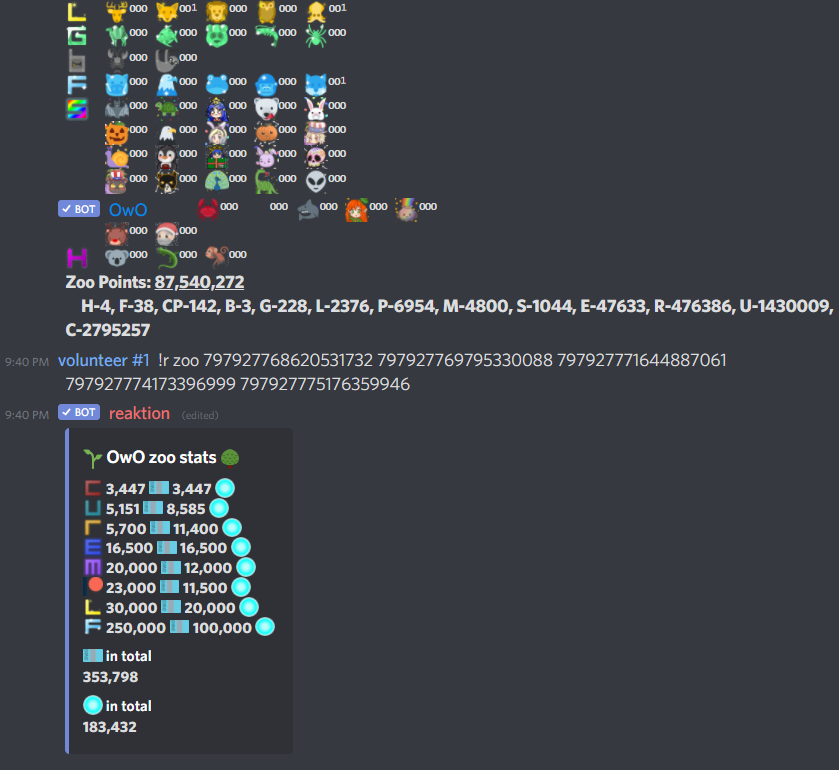 L 000 001 000 000 001
G 000 000 000 000 000
000 000
F 000 000 000 000 001
S 000 000 000 000 000
000 000 000 000 000
000 000 000 000 000
000 000 000 000 000
BOT OwO 000 000 000 000 000
000 000
H 000 000 000
Zoo Points: 87,540,272
H-4, F-38, CP-142, B-3, G-228, L-2376, P-6954, M-4800, S-1044, E-47633, R-476386, U-1430009,
C-2795257
9:40 PM volunteer #1 !r zoo 797927768620531732 797927769795330088 797927771644887061
797927774173396999 797927775176359946
9:40 PM BOT reaktion (edited)
OwO zoo stats
C 3,447 3,447
U 5,151 8,585
r 5,700 11,400
E 16,500 16,500
m 20,000 12,000
23,000 11,500
L 30,000 20,000
F 250,000 100,000
in total
353,798
in total
183,432